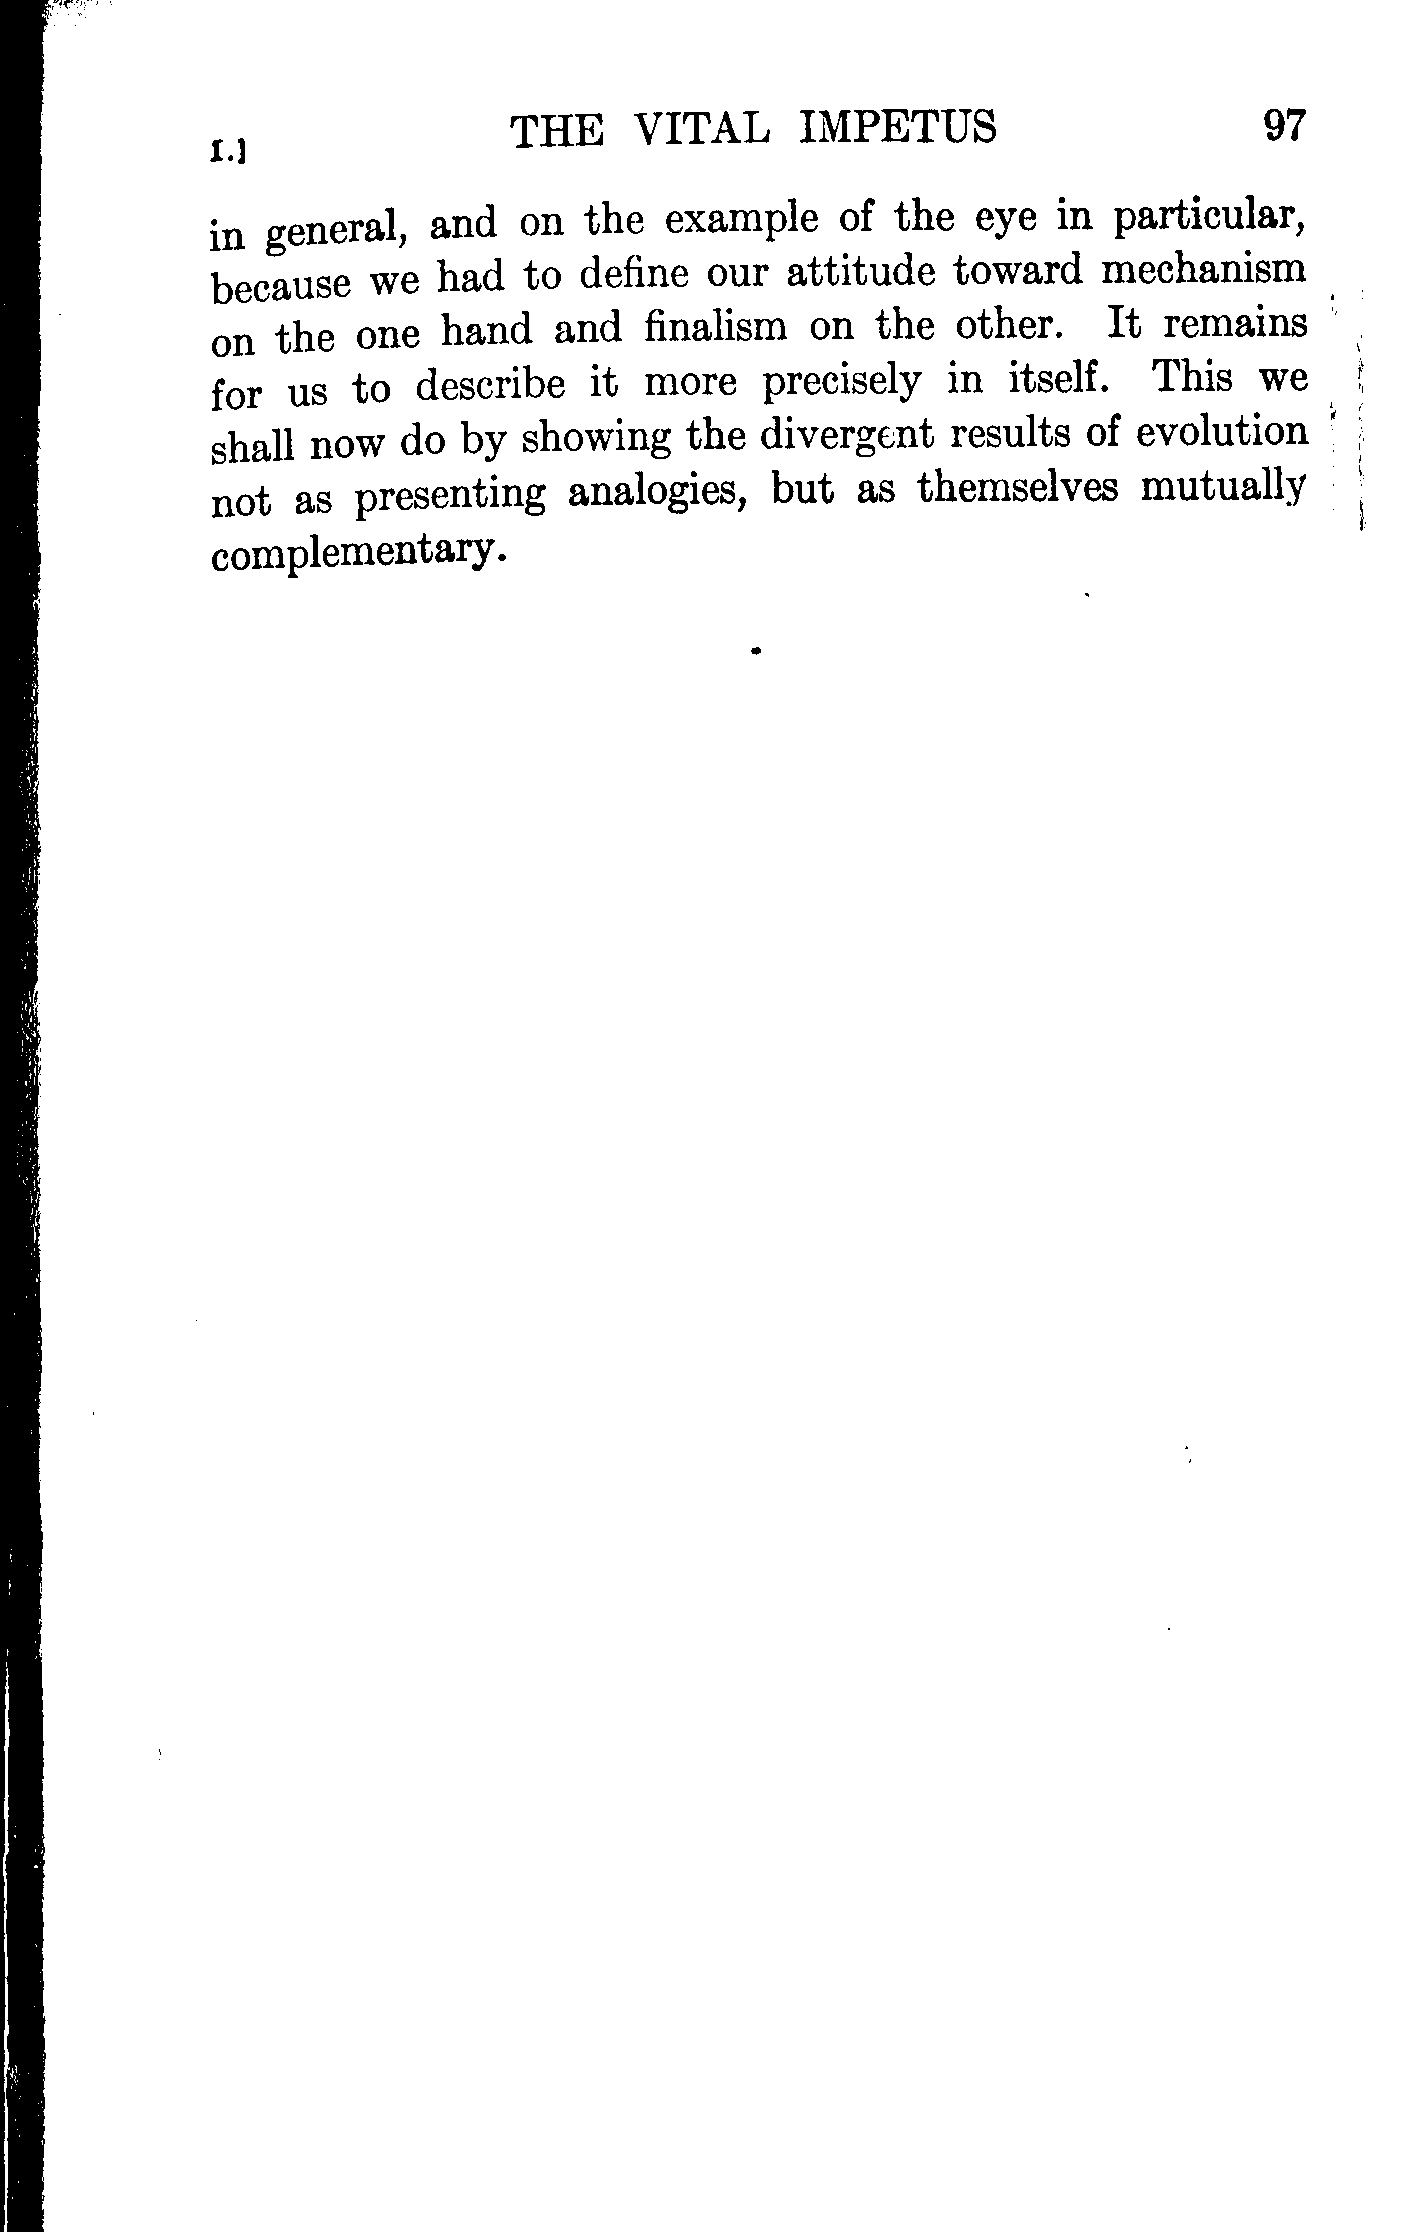 I.] THE VITAL IMPETUS 97
in general, and on the example of the eye in particular,
because we had to define our attitude toward mechanism
on the one hand and finalism on the other. It remains
for us to describe it more precisely in itself. This we
shall now do by showing the divergent results of evolution
not as presenting analogies, but as themselves mutually
complementary.